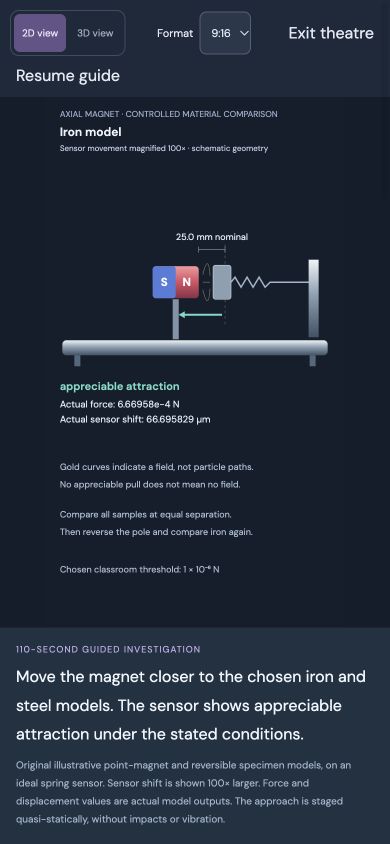 2D view 3D view Format 9:16 Exit theatre
Resume guide
AXIAL MAGNET · CONTROLLED MATERIAL COMPARISON
Iron model
Sensor movement magnified 100× · schematic geometry
25.0 mm nominal
S N
appreciable attraction
Actual force: 6.66958e−4 N
Actual sensor shift: 66.695829 μm
Gold curves indicate a field, not particle paths.
No appreciable pull does not mean no field.
Compare all samples at equal separation.
Then reverse the pole and compare iron again.
Chosen classroom threshold: 1 × 10⁻⁶ N
110-SECOND GUIDED INVESTIGATION
Move the magnet closer to the chosen iron and
steel models. The sensor shows appreciable
attraction under the stated conditions.
Original illustrative point-magnet and reversible specimen models, on an
ideal spring sensor. Sensor shift is shown 100× larger. Force and
displacement values are actual model outputs. The approach is staged
quasi-statically, without impacts or vibration.